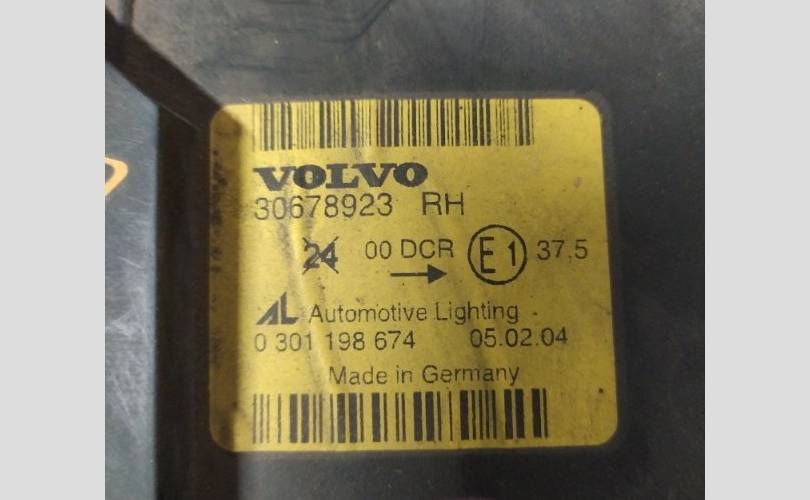 VOLVO
30678923 RH
24 00 DCR E1 37,5
AL Automotive Lighting
0 301 198 674 05.02.04
Made in Germany